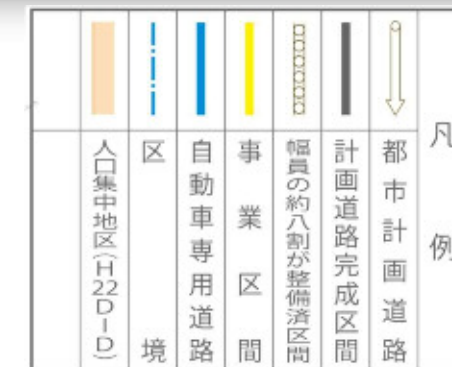 凡例
都市計画道路
計画道路完成区間
幅員の約八割が整備済区間
事業区間
自動車専用道路
区境
人口集中地区(H22DID)